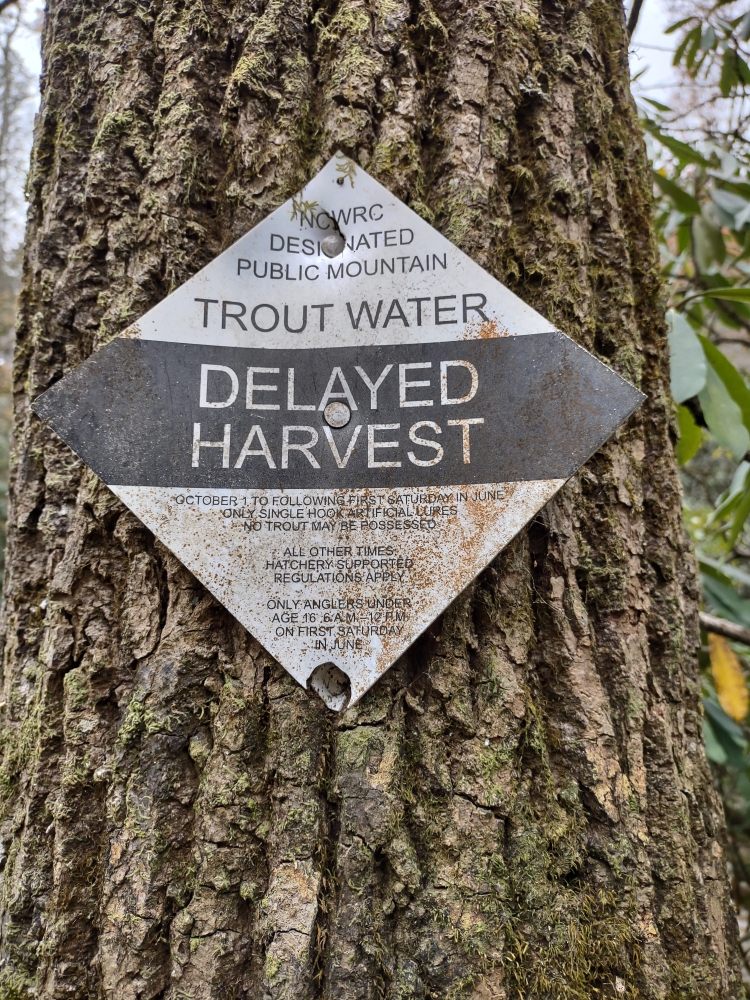 NCWRC
DESIGNATED
PUBLIC MOUNTAIN
TROUT WATER
DELAYED
HARVEST
OCTOBER 1 TO FOLLOWING FIRST SATURDAY IN JUNE
ONLY SINGLE HOOK ARTIFICIAL LURES
NO TROUT MAY BE POSSESSED
ALL OTHER TIMES:
HATCHERY SUPPORTED
REGULATIONS APPLY
ONLY ANGLERS UNDER
AGE 16 6 A.M.-12 P.M.
ON FIRST SATURDAY
IN JUNE